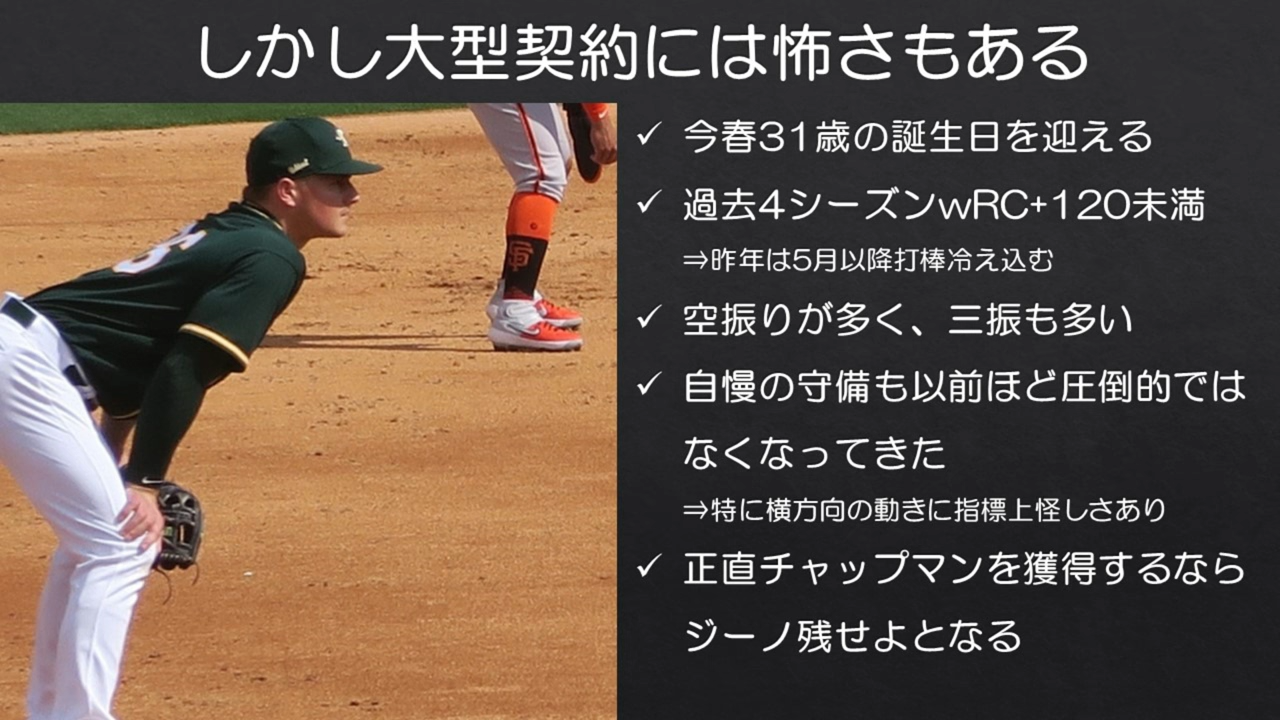 しかし大型契約には怖さもある
✓ 今春31歳の誕生日を迎える
✓ 過去4シーズンwRC+120未満
⇒昨年は5月以降打棒冷え込む
✓ 空振りが多く、三振も多い
✓ 自慢の守備も以前ほど圧倒的では
なくなってきた
⇒特に横方向の動きに指標上怪しさあり
✓ 正直チャップマンを獲得するなら
ジーノ残せよとなる
26
SF